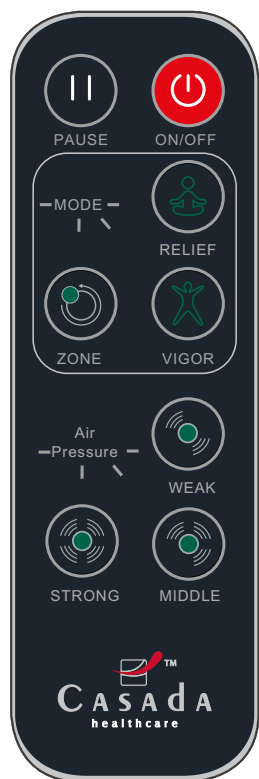 PAUSE ON/OFF
MODE
RELIEF
ZONE VIGOR
Air
Pressure
WEAK
STRONG MIDDLE
TM
CASAdA
healthcare